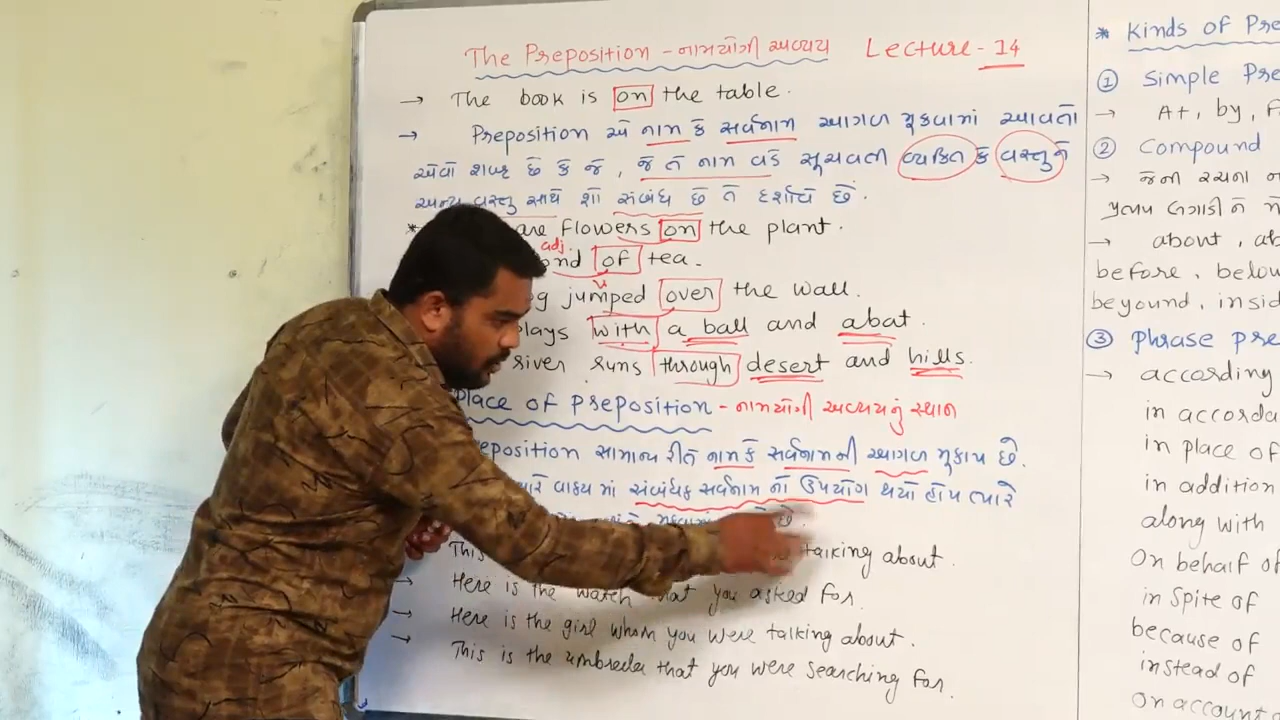 The Preposition - નામયોગી અવ્યય Lecture - 14
→ The book is on the table.
→ Preposition એ નામ કે સર્વનામ આગળ મૂકવામાં આવતો
એવો શબ્દ છે કે જે, જે તે નામ વડે સૂચવતી વ્યકિત કે વસ્તુને
અન્ય વસ્તુ સાથે શો સંબંધ છે તે દર્શાવે છે.
* are flowers on the plant.
adj.
of tea.
v
jumped over the wall.
with a ball and abat.
river runs through desert and hills.
Place of Preposition - નામયોગી અવ્યયનું સ્થાન
સામાન્ય રીતે નામ કે સર્વનામની આગળ મૂકાય છે.
વાક્ય માં સંબંધક સર્વનામ નો ઉપયોગ થયો હોય ત્યારે
છે.
This talking about.
→ Here is the watch that you asked for.
→ Here is the girl whom you were talking about.
→ This is the umbrella that you were searching for.
* Kinds of Pre
① Simple Pre
→ At, by, F
② Compound
→ જેની રચના
પૂર્વગ લગાડી ને
→ about, ab
before, below
beyound, insid
③ Phrase pre
→ according
in accorda
in place of
in addition
along with
On behalf of
in Spite of
because of
instead of
On account